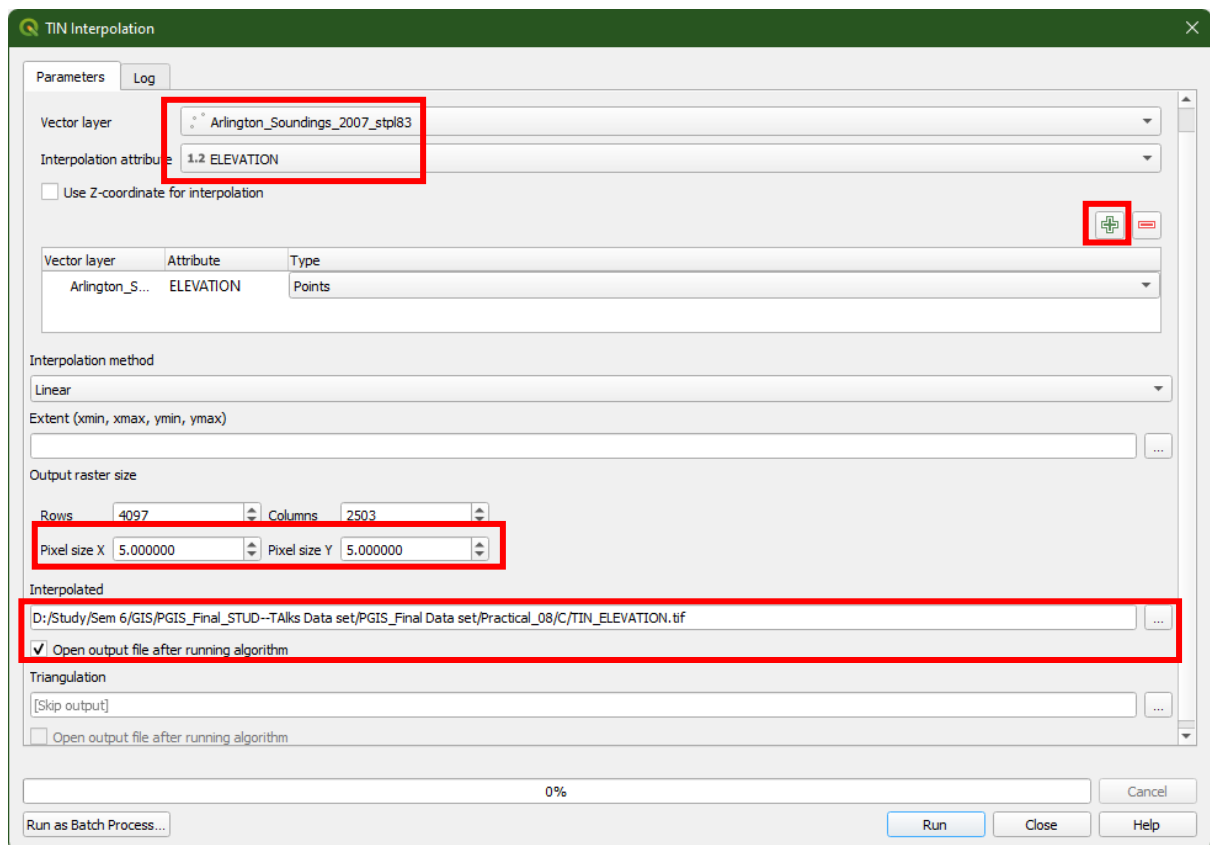 TIN Interpolation
Parameters Log
Vector layer Arlington_Soundings_2007_stpl83
Interpolation attribute 1.2 ELEVATION
Use Z-coordinate for interpolation
Vector layer Attribute Type
Arlington_S... ELEVATION Points
Interpolation method
Linear
Extent (xmin, xmax, ymin, ymax)
...
Output raster size
Rows 4097 Columns 2503
Pixel size X 5.000000 Pixel size Y 5.000000
Interpolated
D:/Study/Sem 6/GIS/PGIS_Final_STUD--TAlks Data set/PGIS_Final Data set/Practical_08/C/TIN_ELEVATION.tif ...
Open output file after running algorithm
Triangulation
[Skip output] ...
Open output file after running algorithm
0% Cancel
Run as Batch Process... Run Close Help